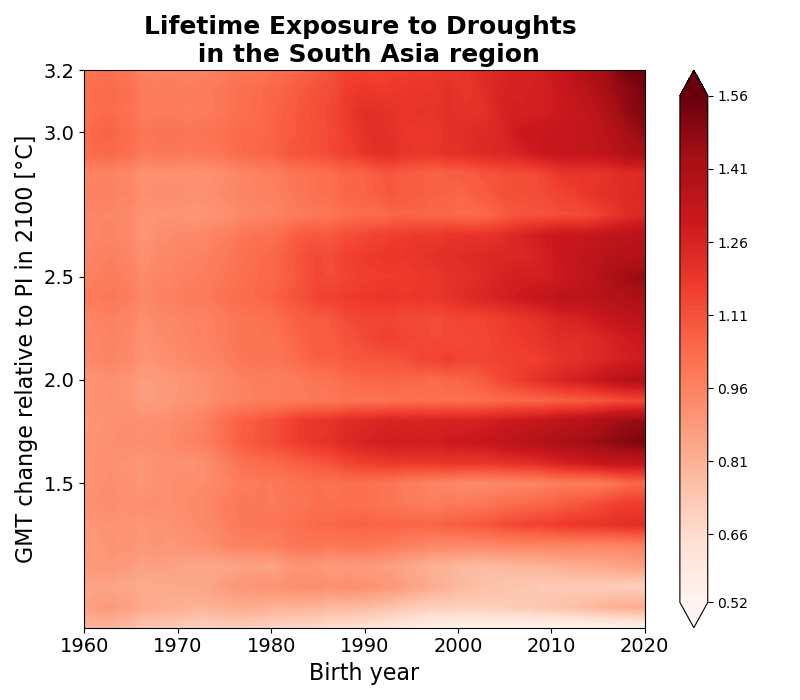 Lifetime Exposure to Droughts
in the South Asia region
GMT change relative to PI in 2100 [°C]
3.2
3.0
2.5
2.0
1.5
1960 1970 1980 1990 2000 2010 2020
Birth year
1.56
1.41
1.26
1.11
0.96
0.81
0.66
0.52